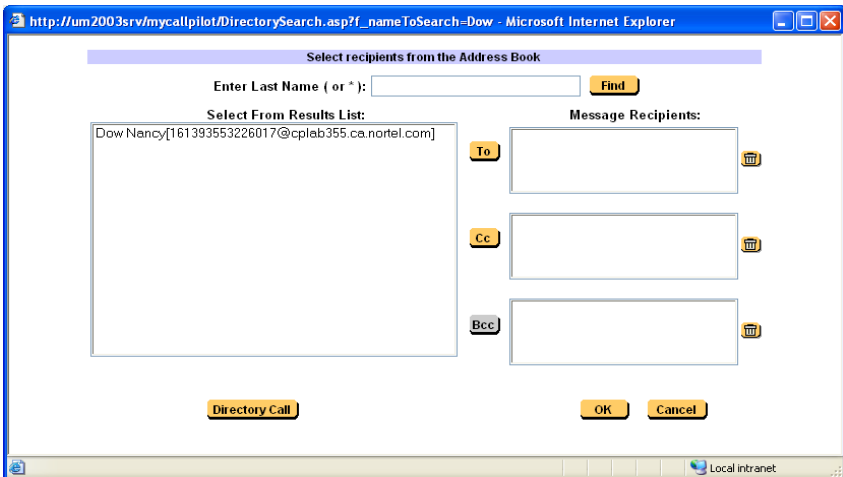 http://um2003srv/mycallpilot/DirectorySearch.asp?f_nameToSearch=Dow - Microsoft Internet Explorer
Select recipients from the Address Book
Enter Last Name ( or * ): Find
Select From Results List: Message Recipients:
Dow Nancy[161393553226017@cplab355.ca.nortel.com]
To
Cc
Bcc
Directory Call OK Cancel
Local intranet